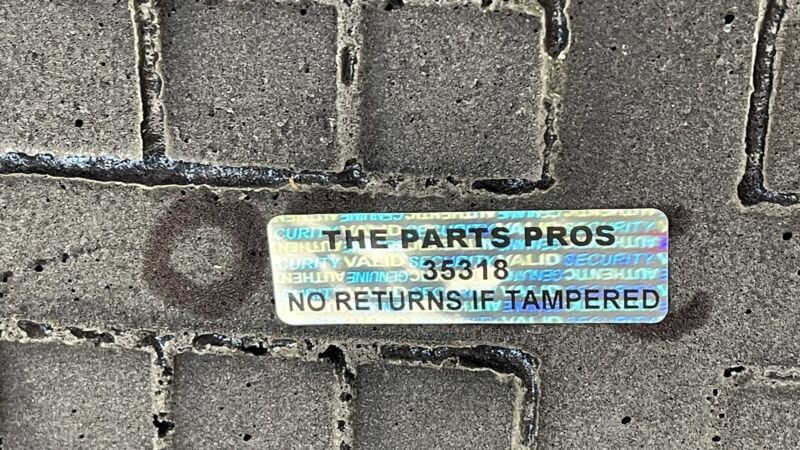 THE PARTS PROS
35318
NO RETURNS IF TAMPERED